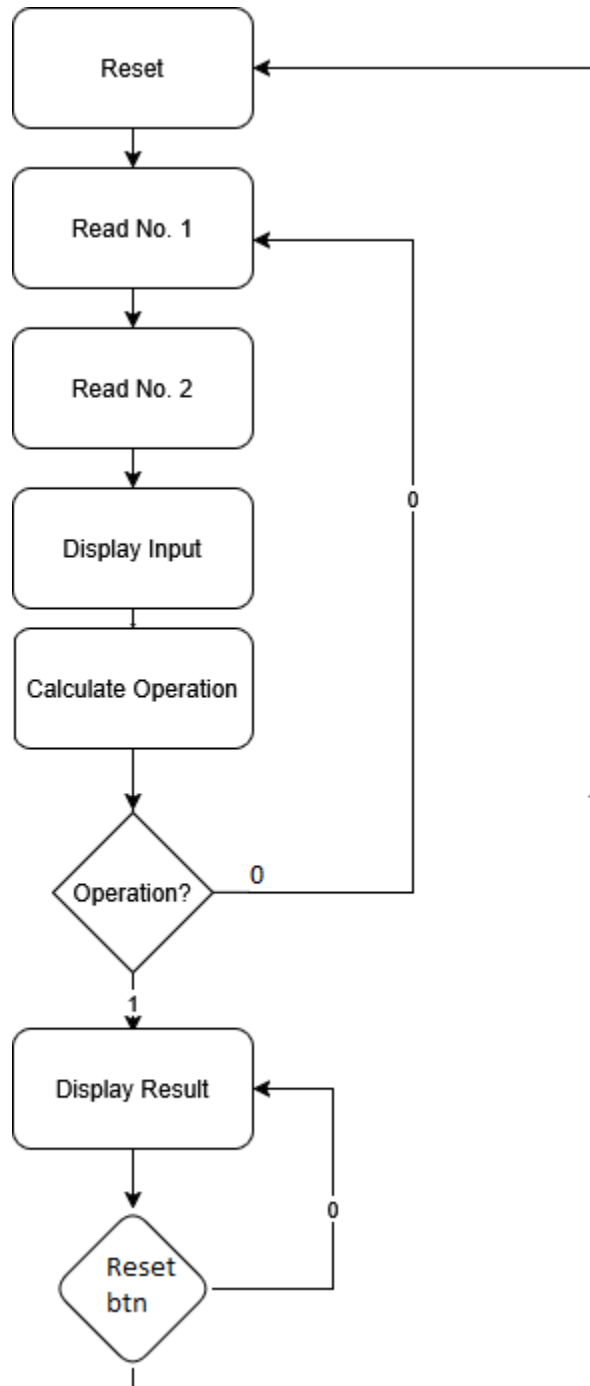 Reset
Read No. 1
Read No. 2
0
Display Input
Calculate Operation
0
Operation?
1
Display Result
0
Reset
btn